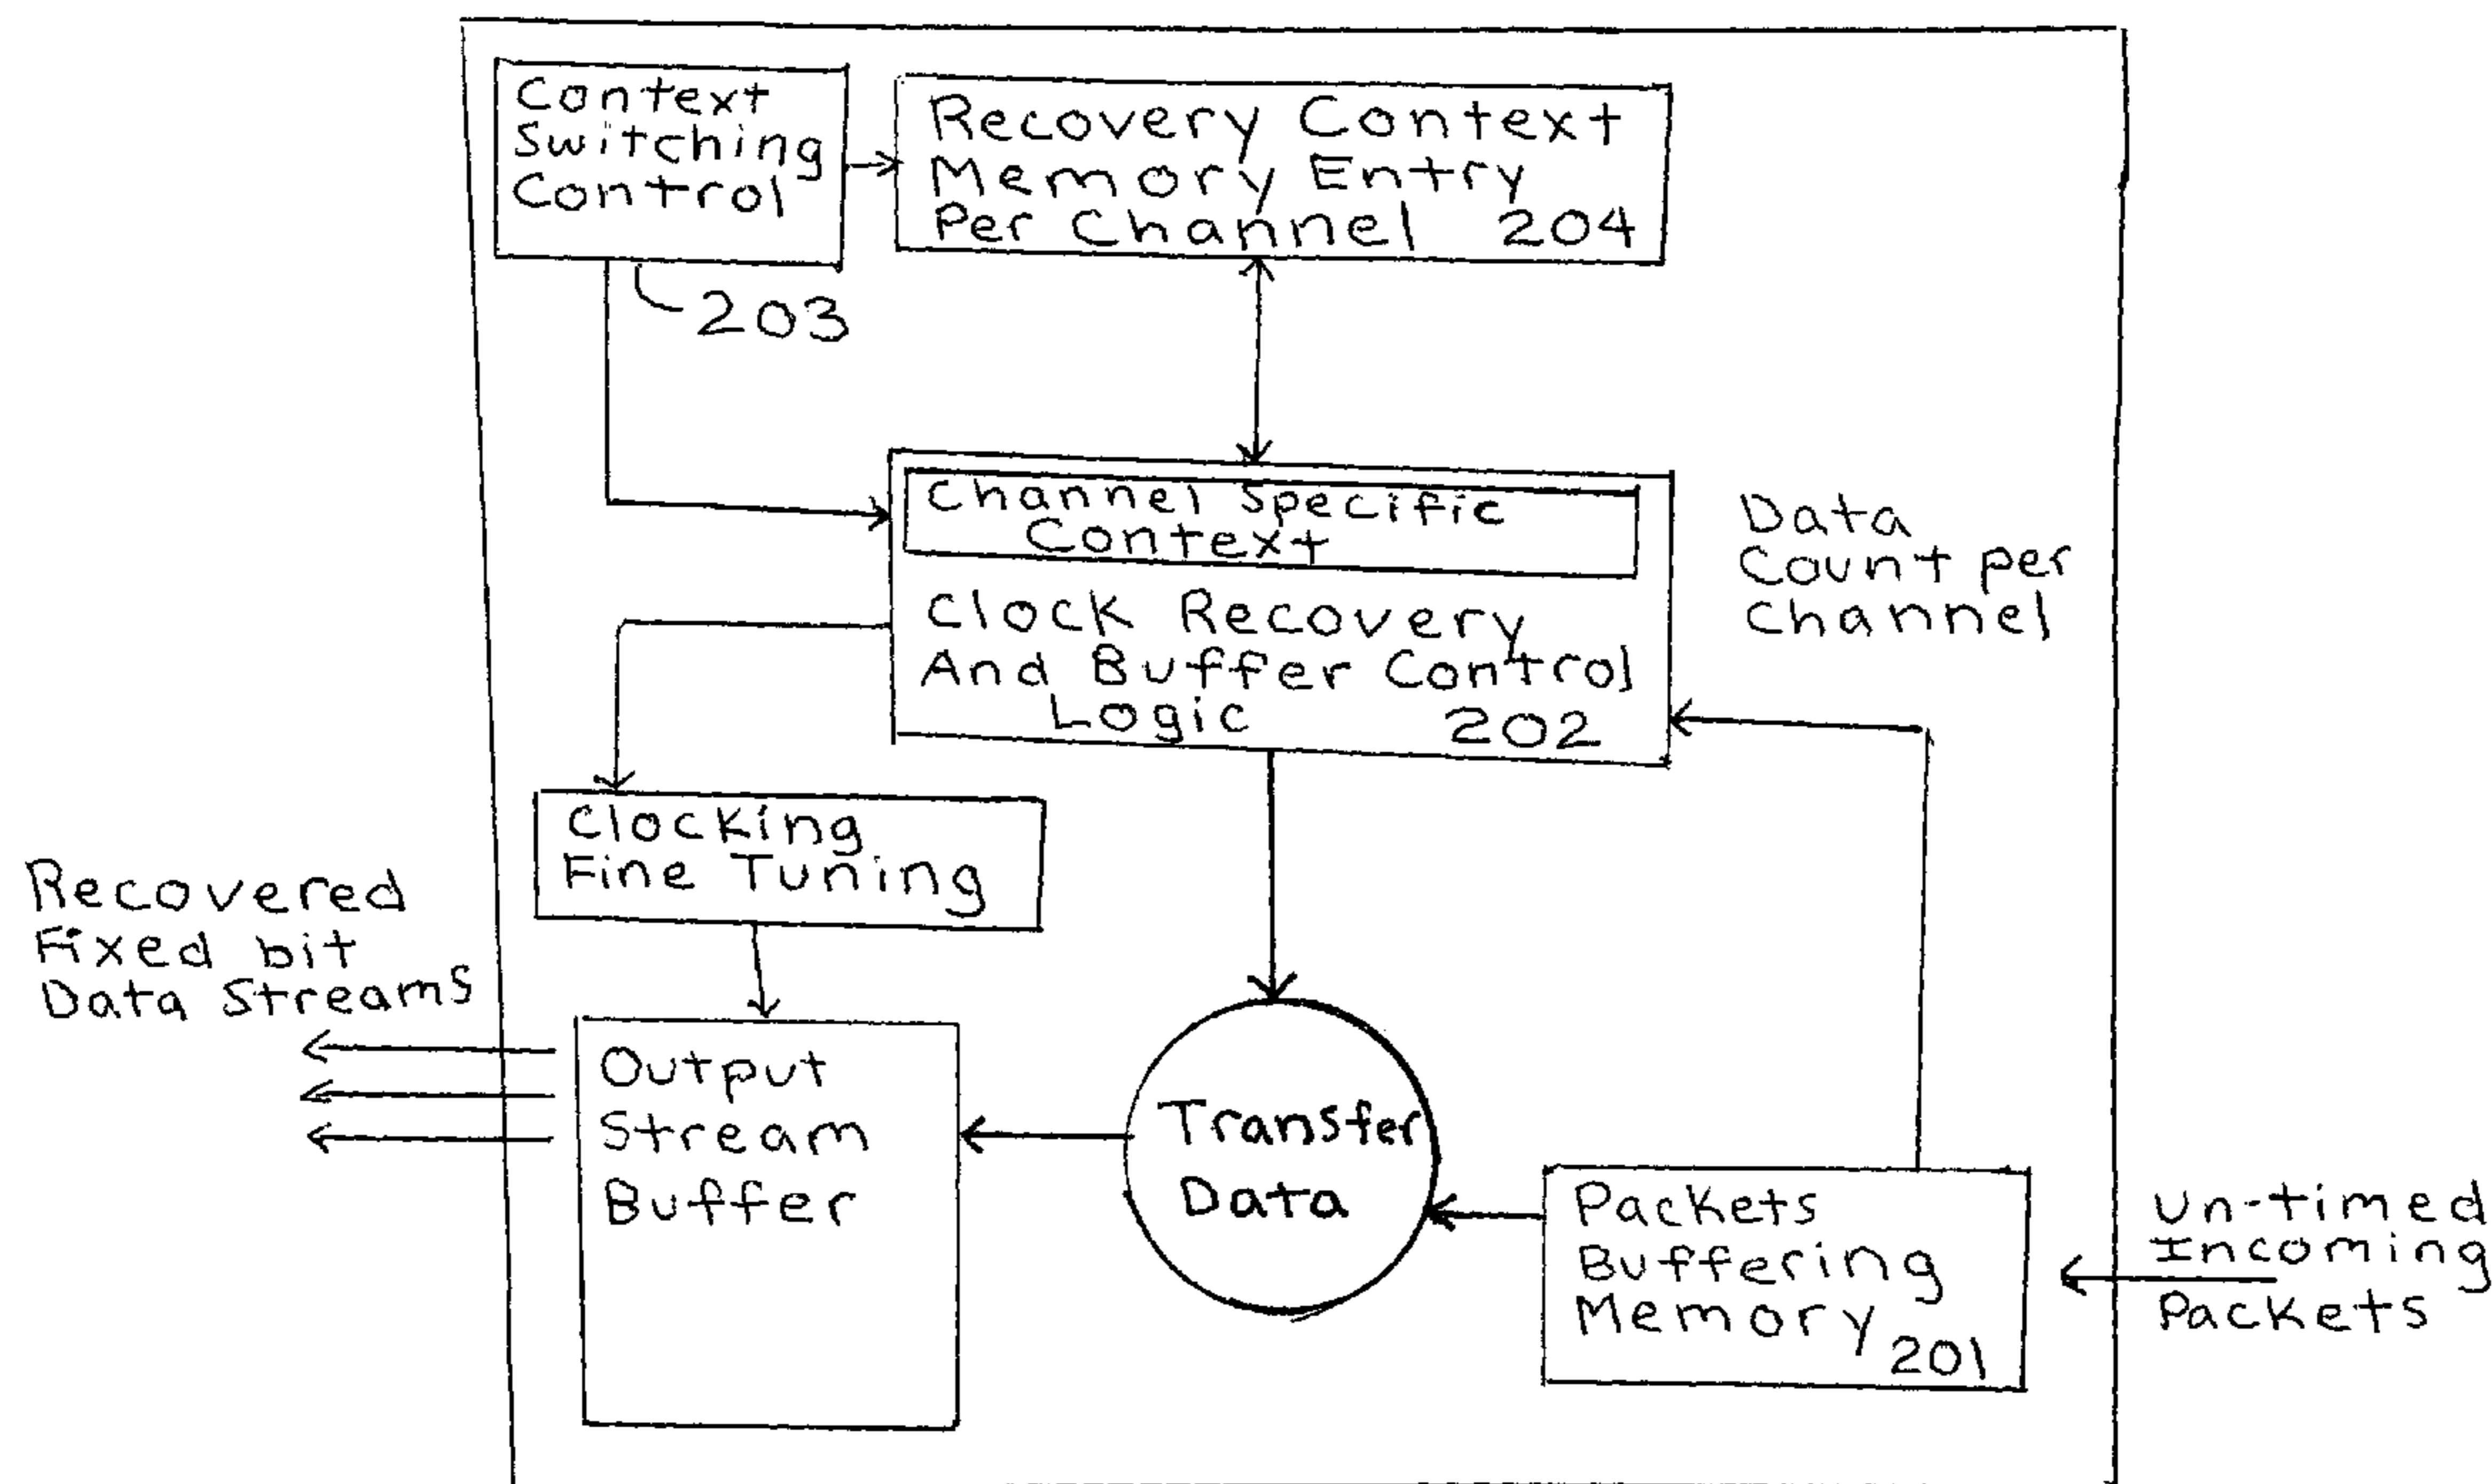 Context
Switching
Control
203
Recovery Context
Memory Entry
Per Channel 204
Channel Specific
Context
Clock Recovery
And Buffer Control
Logic 202
Data
Count per
Channel
Clocking
Fine Tuning
Recovered
Fixed bit
Data Streams
Output
Stream
Buffer
Transfer
Data
Packets
Buffering
Memory 201
Un-timed
Incoming
Packets